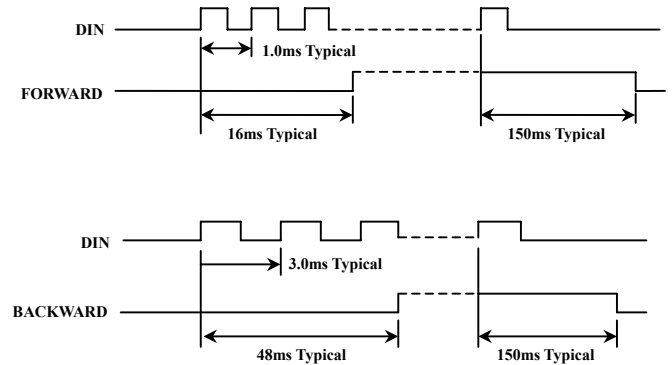 DIN
1.0ms Typical
FORWARD
16ms Typical
150ms Typical
DIN
3.0ms Typical
BACKWARD
48ms Typical
150ms Typical